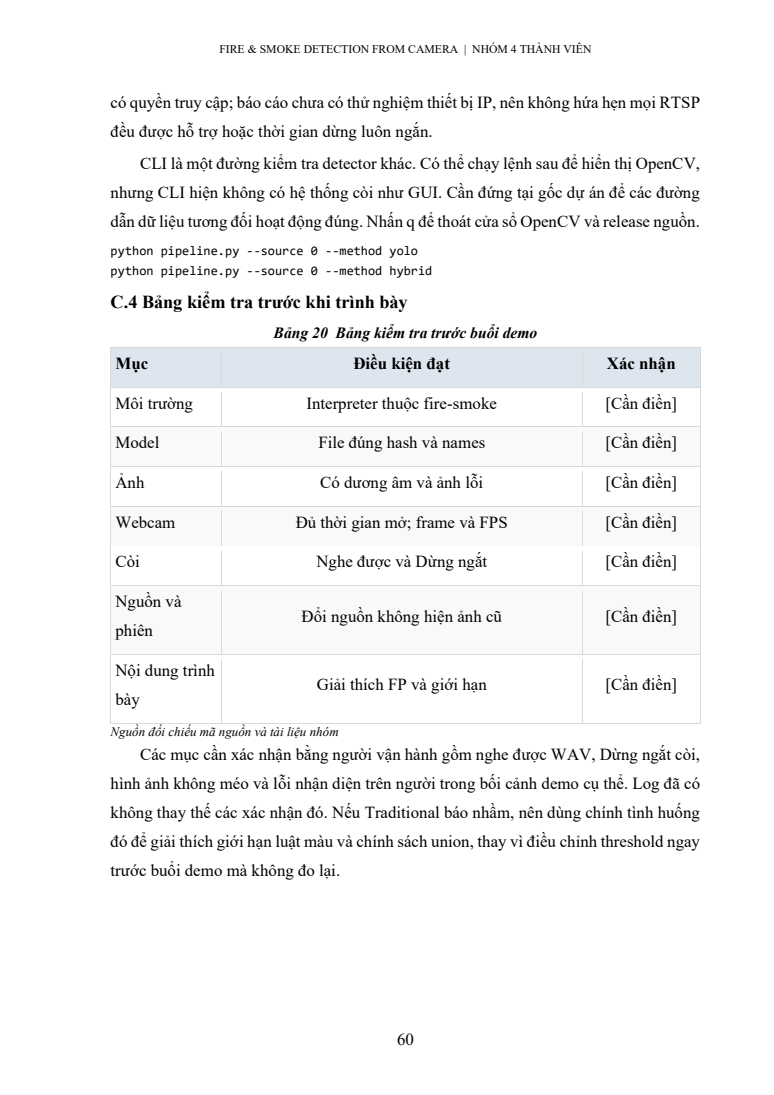 FIRE & SMOKE DETECTION FROM CAMERA | NHÓM 4 THÀNH VIÊN
có quyền truy cập; báo cáo chưa có thử nghiệm thiết bị IP, nên không hứa hẹn mọi RTSP
đều được hỗ trợ hoặc thời gian dừng luôn ngắn.
CLI là một đường kiểm tra detector khác. Có thể chạy lệnh sau để hiển thị OpenCV,
nhưng CLI hiện không có hệ thống còi như GUI. Cần đứng tại gốc dự án để các đường
dẫn dữ liệu tương đối hoạt động đúng. Nhấn q để thoát cửa sổ OpenCV và release nguồn.
python pipeline.py --source 0 --method yolo
python pipeline.py --source 0 --method hybrid
C.4 Bảng kiểm tra trước khi trình bày
Bảng 20 Bảng kiểm tra trước buổi demo
Mục Điều kiện đạt Xác nhận
Môi trường Interpreter thuộc fire-smoke [Cần điền]
Model File đúng hash và names [Cần điền]
Ảnh Có dương âm và ảnh lỗi [Cần điền]
Webcam Đủ thời gian mở; frame và FPS [Cần điền]
Còi Nghe được và Dừng ngắt [Cần điền]
Nguồn và
phiên Đổi nguồn không hiện ảnh cũ [Cần điền]
Nội dung trình
bày Giải thích FP và giới hạn [Cần điền]
Nguồn đối chiếu mã nguồn và tài liệu nhóm
Các mục cần xác nhận bằng người vận hành gồm nghe được WAV, Dừng ngắt còi,
hình ảnh không méo và lỗi nhận diện trên người trong bối cảnh demo cụ thể. Log đã có
không thay thế các xác nhận đó. Nếu Traditional báo nhầm, nên dùng chính tình huống
đó để giải thích giới hạn luật màu và chính sách union, thay vì điều chỉnh threshold ngay
trước buổi demo mà không đo lại.
60